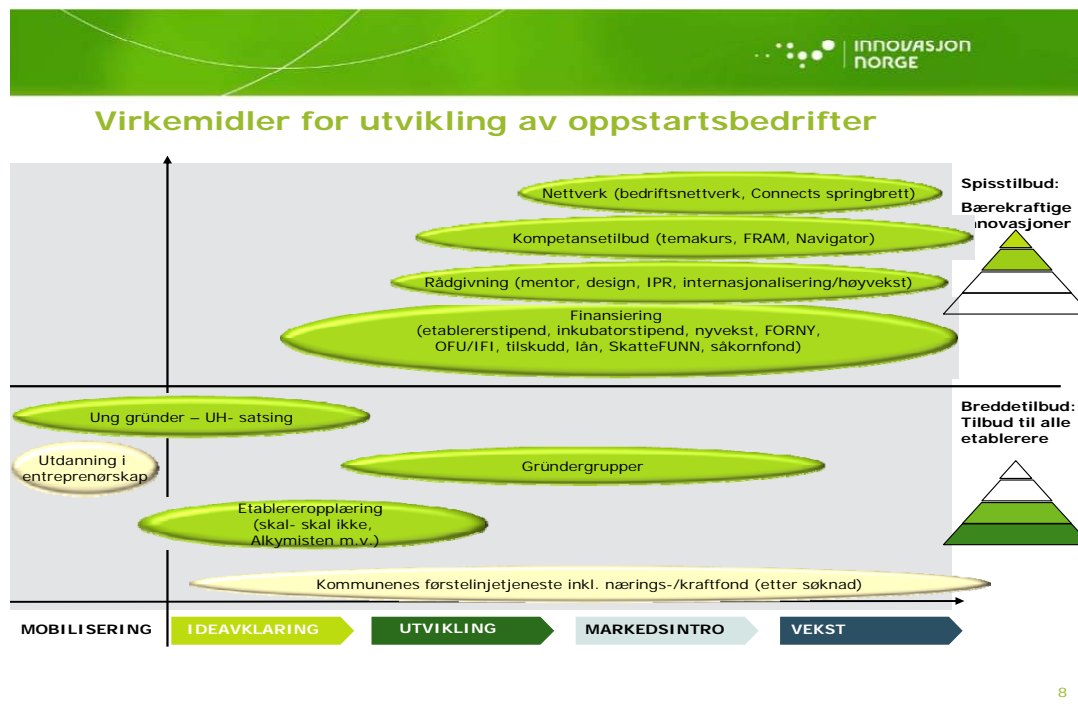 INNOVASJON
NORGE
Virkemidler for utvikling av oppstartsbedrifter
Nettverk (bedriftsnettverk, Connects springbrett)
Spisstilbud:
Bærekraftige
innovasjoner
Kompetansetilbud (temakurs, FRAM, Navigator)
Rådgivning (mentor, design, IPR, internasjonalisering/høyvekst)
Finansiering
(etablererstipend, inkubatorstipend, nyvekst, FORNY,
OFU/IFI, tilskudd, lån, SkatteFUNN, såkornfond)
Ung gründer – UH- satsing
Breddetilbud:
Tilbud til alle
etablerere
Utdanning i
entreprenørskap
Gründergrupper
Etablereropplæring
(skal- skal ikke,
Alkymisten m.v.)
Kommunenes førstelinjetjeneste inkl. nærings-/kraftfond (etter søknad)
MOBILISERING
IDEAVKLARING
UTVIKLING
MARKEDSINTRO
VEKST
8